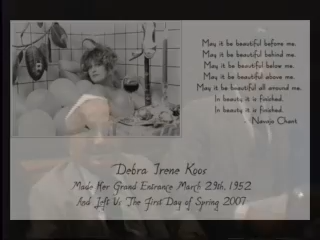 May it be beautiful before me.
May it be beautiful behind me.
May it be beautiful below me.
May it be beautiful above me.
May it be beautiful all around me.
In beauty it is finished.
In beauty it is finished.
- Navajo Chant
Debra Irene Koos
Made Her Grand Entrance March 29th, 1952
And Left Us The First Day of Spring 2007